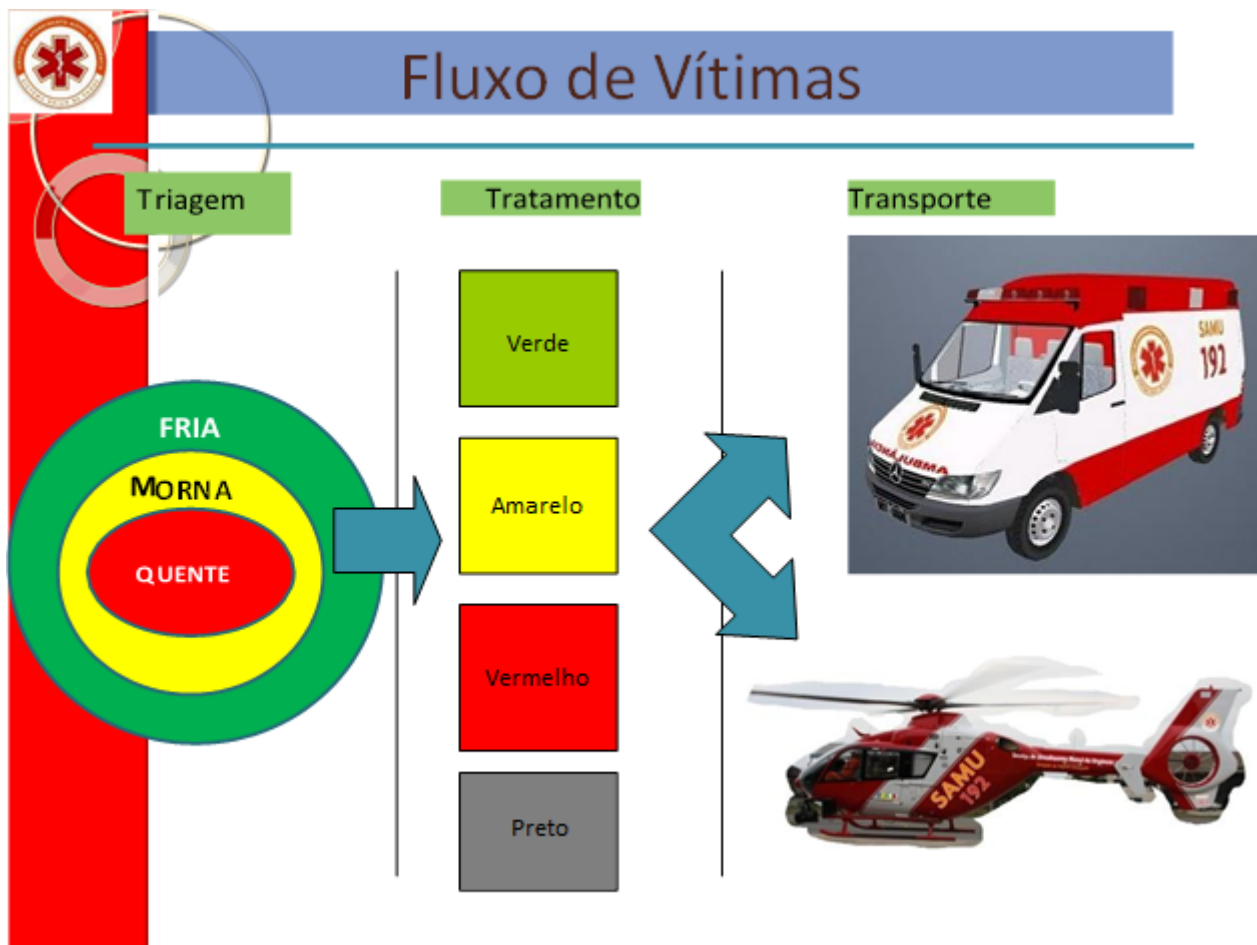 Fluxo de Vítimas
Triagem
Tratamento
Transporte
FRIA
MORNA
QUENTE
Verde
Amarelo
Vermelho
Preto
SAMU
192
SAMU
192